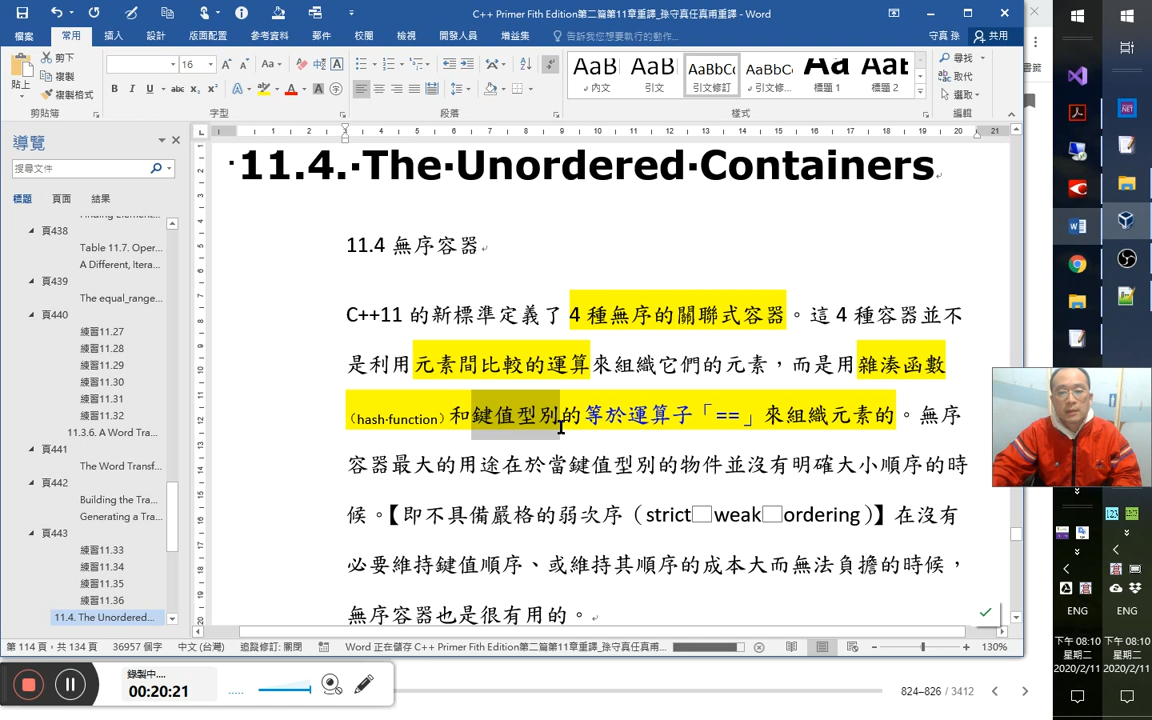 C++ Primer Fith Edition第二篇第11章重譯_孫守真任真甫重譯 - Word
檔案 常用 插入 設計 版面配置 參考資料 郵件 校閱 檢視 開發人員 增益集 告訴我您想要執行的動作... 守真 孫 共用
貼上 剪下 複製 複製格式
剪貼簿
16
字型
段落
AaB AaB AaBbCc AaBbCc Aa Aa
內文 引文 引文修訂 引文修... 標題 1 標題 2
樣式
尋找 取代 選取
編輯
導覽
搜尋文件
標題 頁面 結果
Finding Element...
頁438
Table 11.7. Oper...
A Different, Itera...
頁439
The equal_range...
頁440
練習11.27
練習11.28
練習11.29
練習11.30
練習11.31
練習11.32
11.3.6. A Word Tra...
頁441
The Word Transf...
頁442
Building the Tra...
Generating a Tra...
頁443
練習11.33
練習11.34
練習11.35
練習11.36
11.4. The Unordered...
11.4. The Unordered Containers
11.4 無序容器
C++11 的新標準定義了 4 種無序的關聯式容器。這 4 種容器並不
是利用元素間比較的運算來組織它們的元素，而是用雜湊函數
（hash function）和鍵值型別的等於運算子「==」來組織元素的。無序
容器最大的用途在於當鍵值型別的物件並沒有明確大小順序的時
候。【即不具備嚴格的弱次序（strict□weak□ordering）】在沒有
必要維持鍵值順序、或維持其順序的成本大而無法負擔的時候，
無序容器也是很有用的。
第 114 頁，共 134 頁 36957 個字 中文 (台灣) 追蹤修訂: 關閉 Word 正在儲存 C++ Primer Fith Edition第二篇第11章重譯_孫守真任真甫重... 130%
錄製中....
00:20:21
824–826 / 3412
ENG ENG
下午 08:10 下午 08:10
星期二 星期二
2020/2/11 2020/2/11